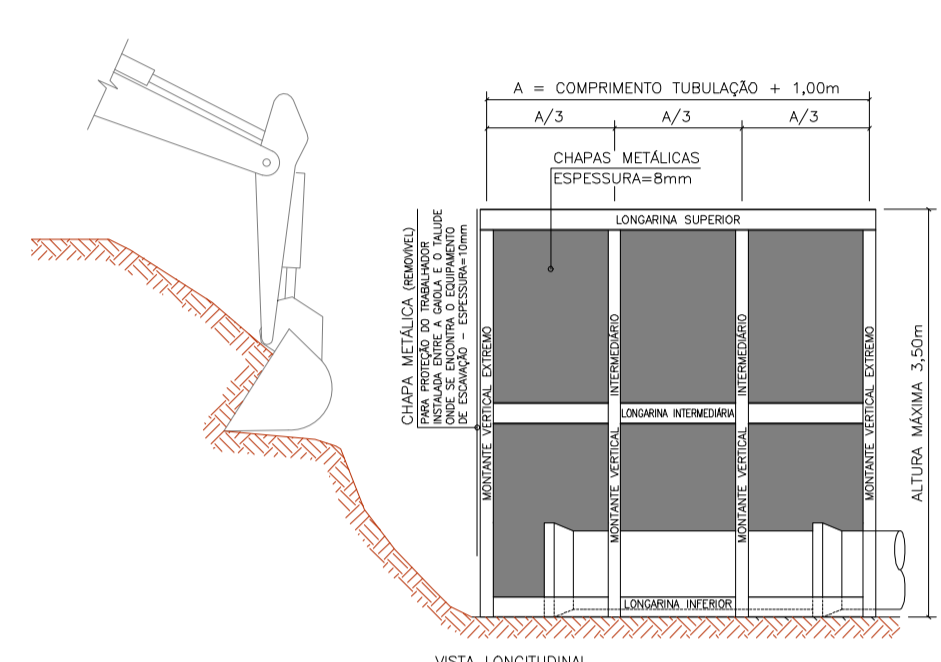 A = COMPRIMENTO TUBULAÇÃO + 1,00m
A/3
A/3
A/3
CHAPAS METÁLICAS
ESPESSURA=8mm
LONGARINA SUPERIOR
CHAPA METÁLICA (REMOVÍVEL)
PARA PROTEÇÃO DO TRABALHADOR
INSTALADA ENTRE A GAIOLA E O TALUDE
ONDE SE ENCONTRA O EQUIPAMENTO
DE ESCAVAÇÃO - ESPESSURA=10mm
MONTANTE VERTICAL EXTREMO
MONTANTE VERTICAL INTERMEDIÁRIO
MONTANTE VERTICAL INTERMEDIÁRIO
MONTANTE VERTICAL EXTREMO
LONGARINA INTERMEDIÁRIA
ALTURA MÁXIMA 3,50m
LONGARINA INFERIOR
VISTA LONGITUDINAL